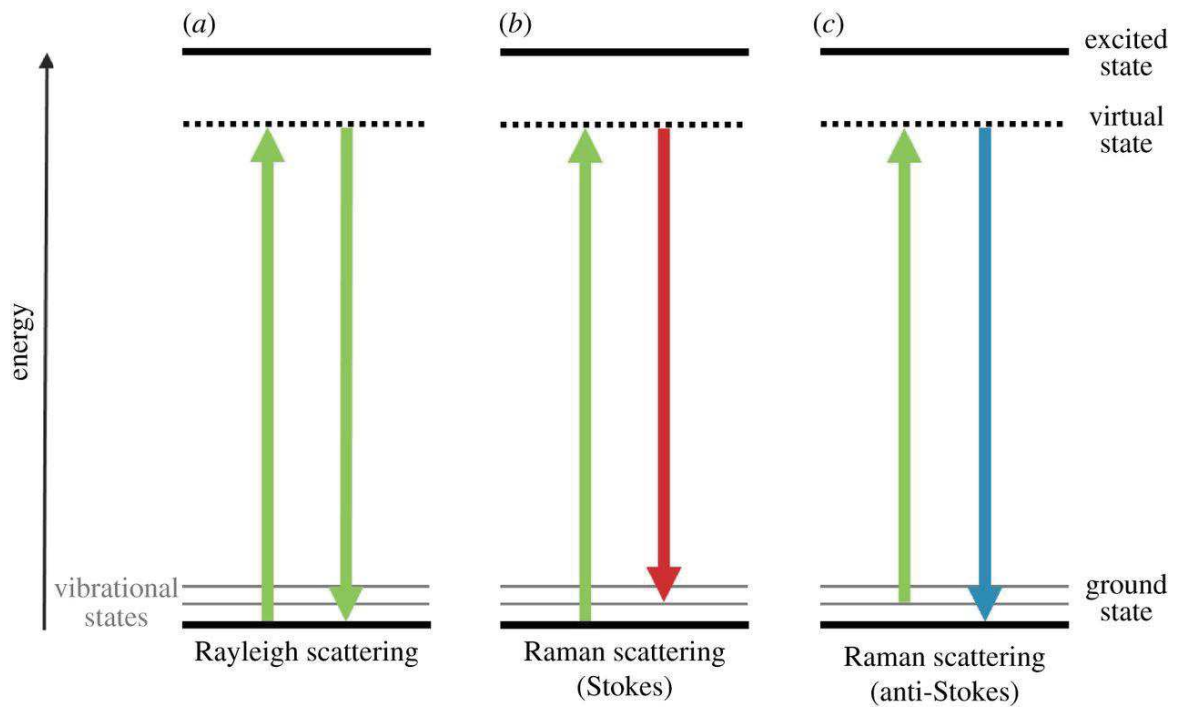 (a)
(b)
(c)
excited
state
virtual
state
energy
vibrational
states
ground
state
Rayleigh scattering
Raman scattering
(Stokes)
Raman scattering
(anti-Stokes)